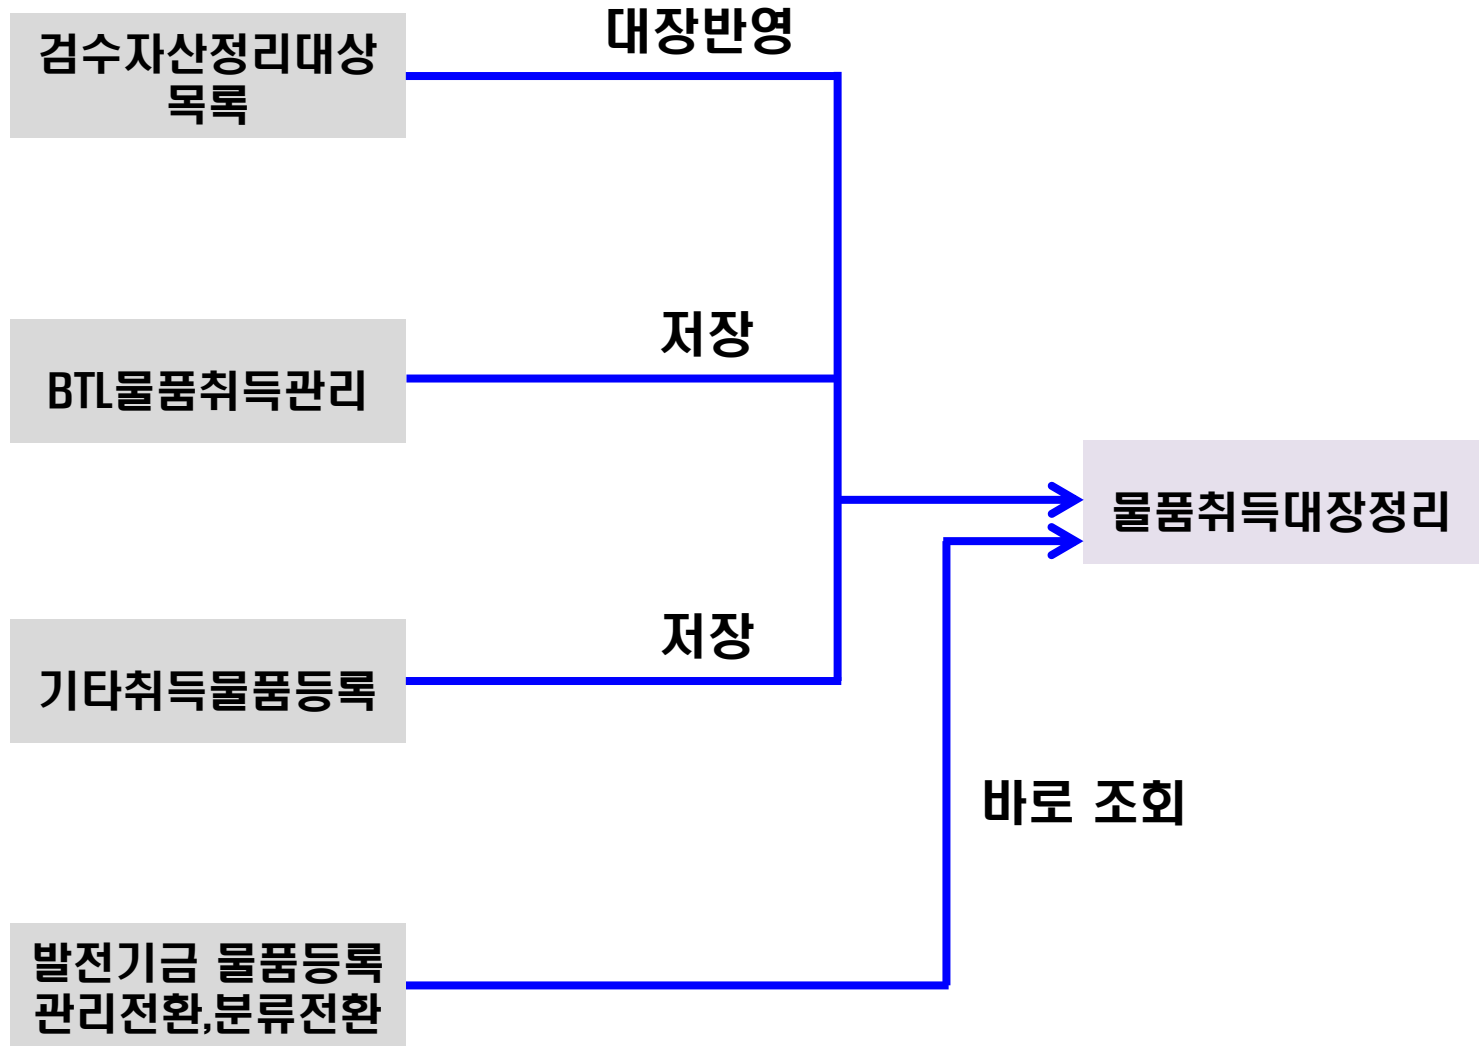 대장반영
검수자산정리대상
목록
저장
BTL물품취득관리
물품취득대장정리
저장
기타취득물품등록
바로 조회
발전기금 물품등록
관리전환,분류전환